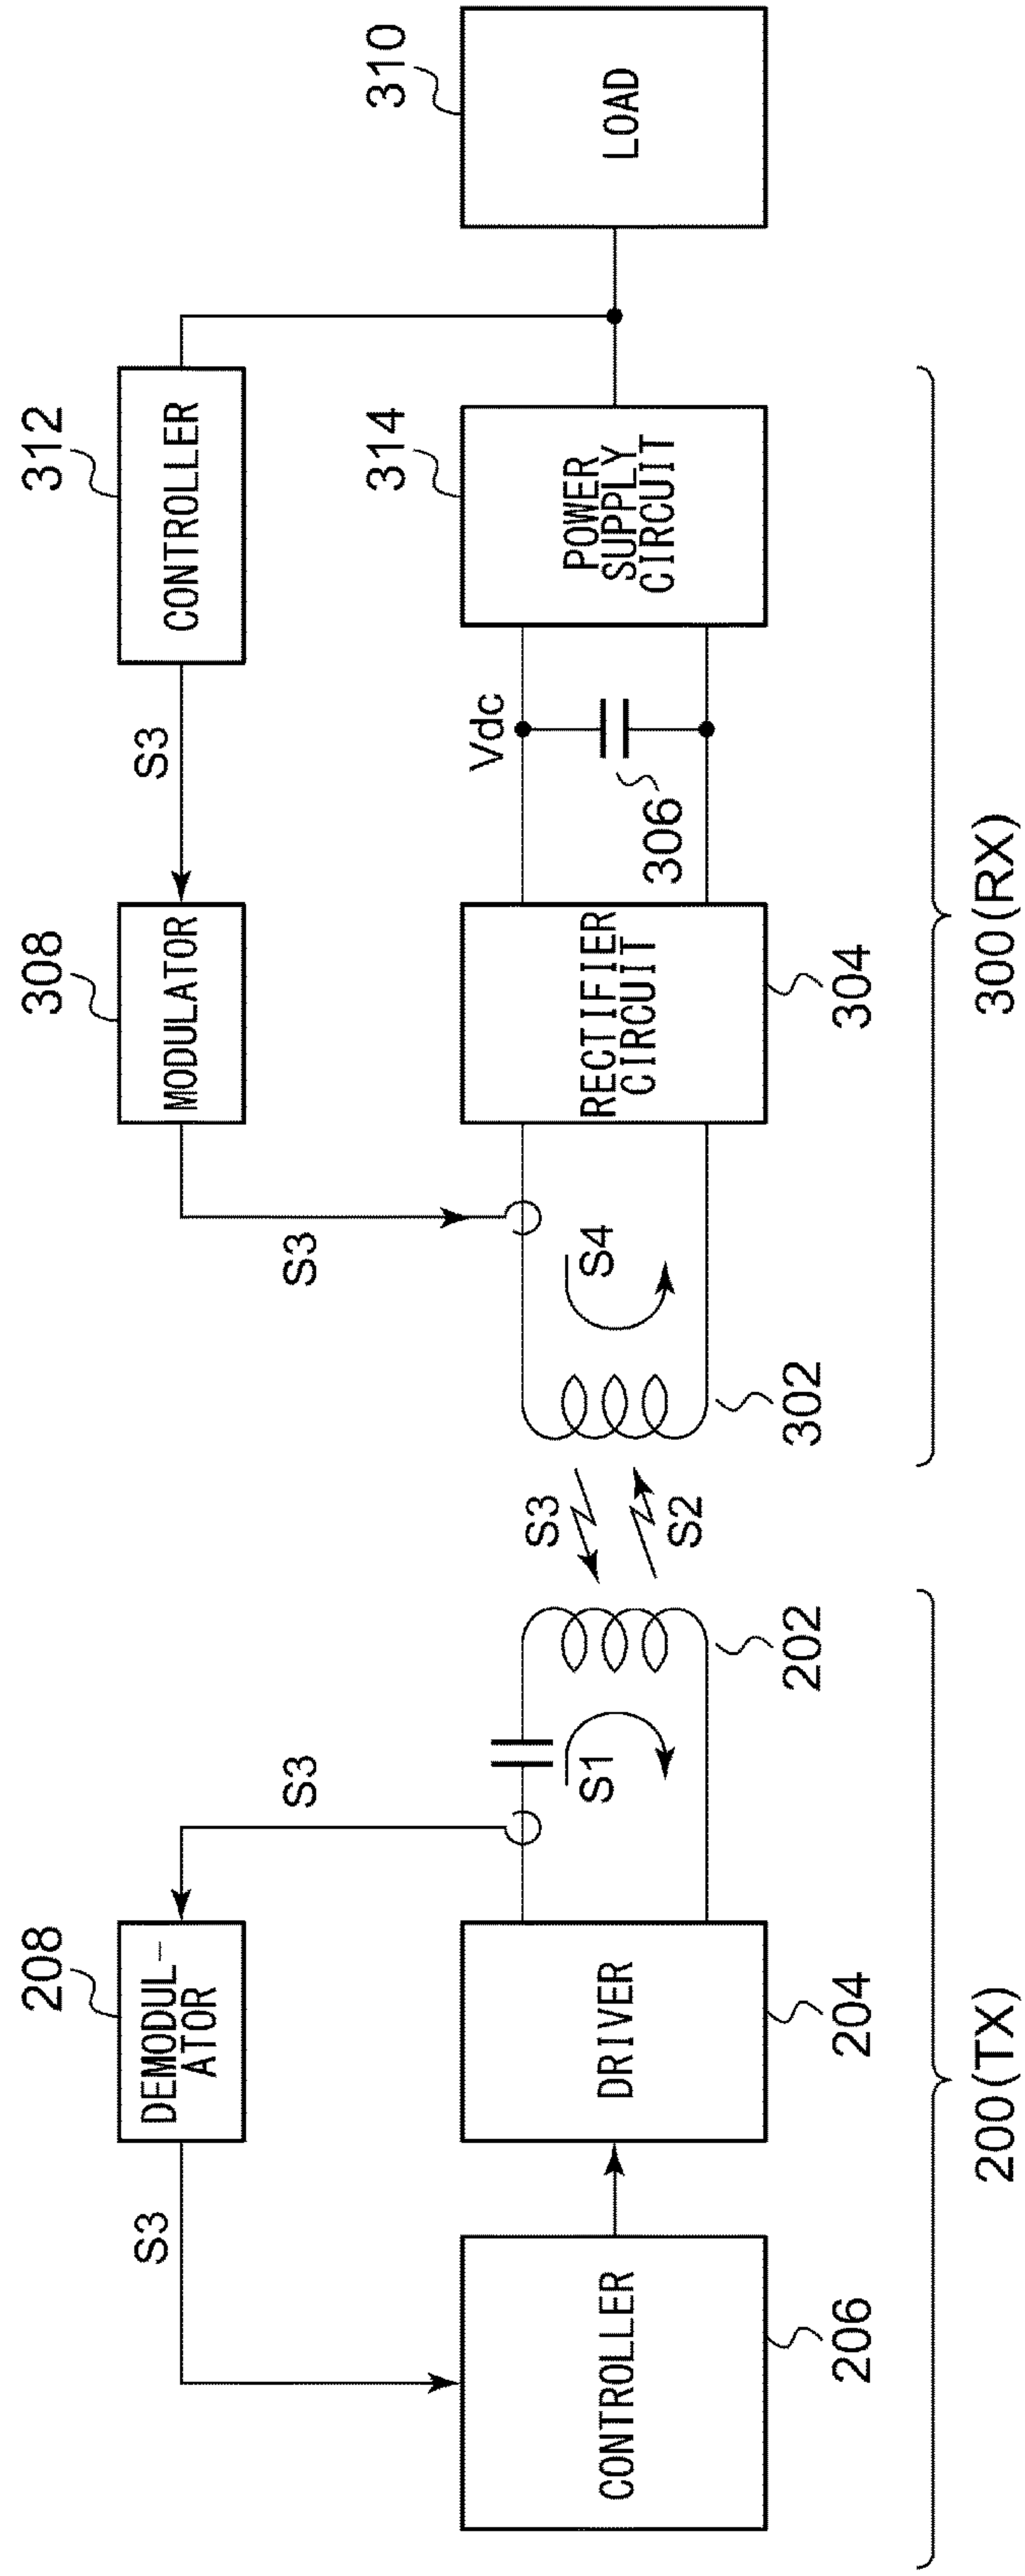 208
312
308
S3
DEMODUL-
ATOR
MODULATOR
S3
CONTROLLER
S3
S3
314
310
S3
Vdc
CONTROLLER
DRIVER
S1
S2
S4
RECTIFIER
CIRCUIT
306
POWER
SUPPLY
CIRCUIT
LOAD
206
204
202
302
304
200(TX)
300(RX)